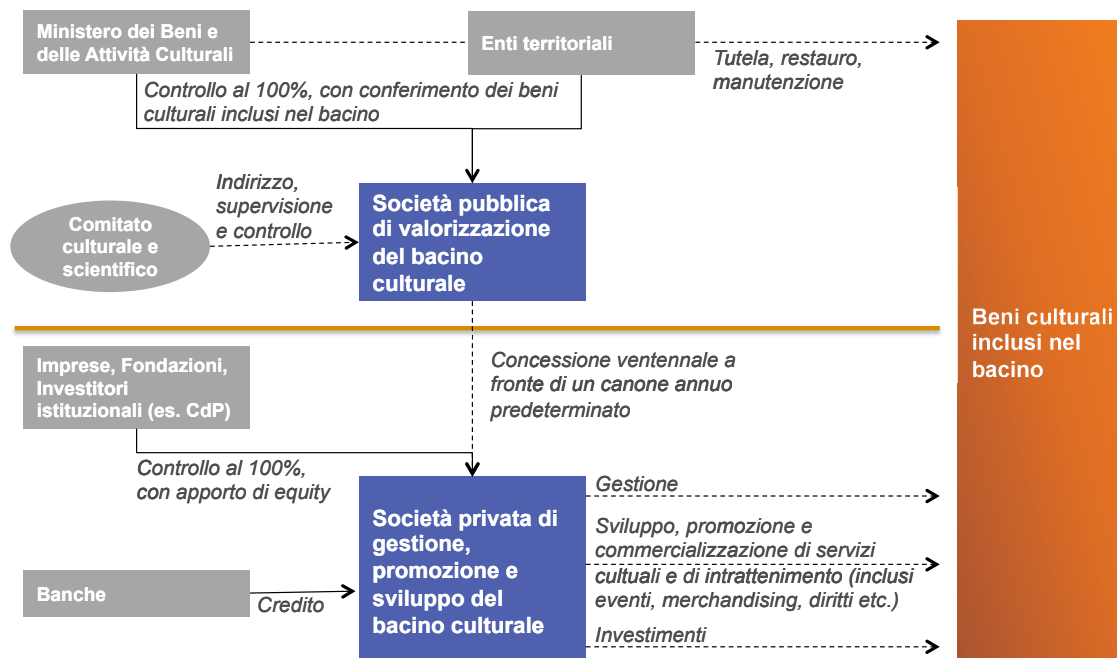 Ministero dei Beni e
delle Attività Culturali
Enti territoriali
Tutela, restauro,
manutenzione
Controllo al 100%, con conferimento dei beni
culturali inclusi nel bacino
Indirizzo,
supervisione
e controllo
Comitato
culturale e
scientifico
Società pubblica
di valorizzazione
del bacino
culturale
Beni culturali
inclusi nel
bacino
Imprese, Fondazioni,
Investitori
istituzionali (es. CdP)
Concessione ventennale a
fronte di un canone annuo
predeterminato
Controllo al 100%,
con apporto di equity
Società privata di
gestione,
promozione e
sviluppo del
bacino culturale
Gestione
Sviluppo, promozione e
commercializzazione di servizi
cultuali e di intrattenimento (inclusi
eventi, merchandising, diritti etc.)
Banche
Credito
Investimenti